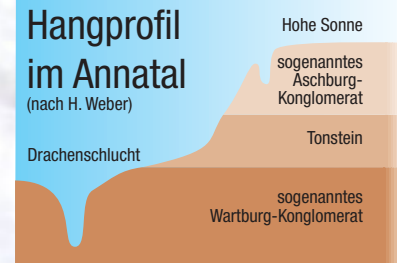 Hangprofil
im Annatal
(nach H. Weber)
Hohe Sonne
sogenanntes
Aschburg-
Konglomerat
Tonstein
Drachenschlucht
sogenanntes
Wartburg-Konglomerat